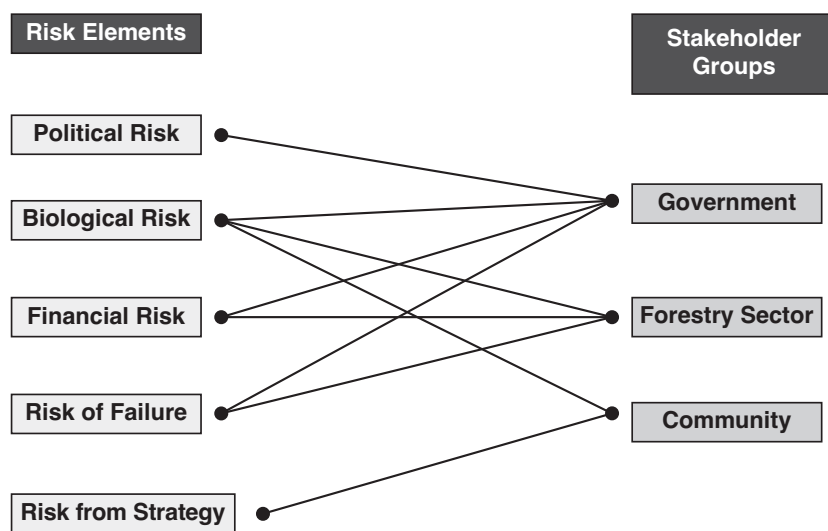 Risk Elements
Stakeholder
Groups
Political Risk
Biological Risk
Government
Financial Risk
Forestry Sector
Risk of Failure
Community
Risk from Strategy